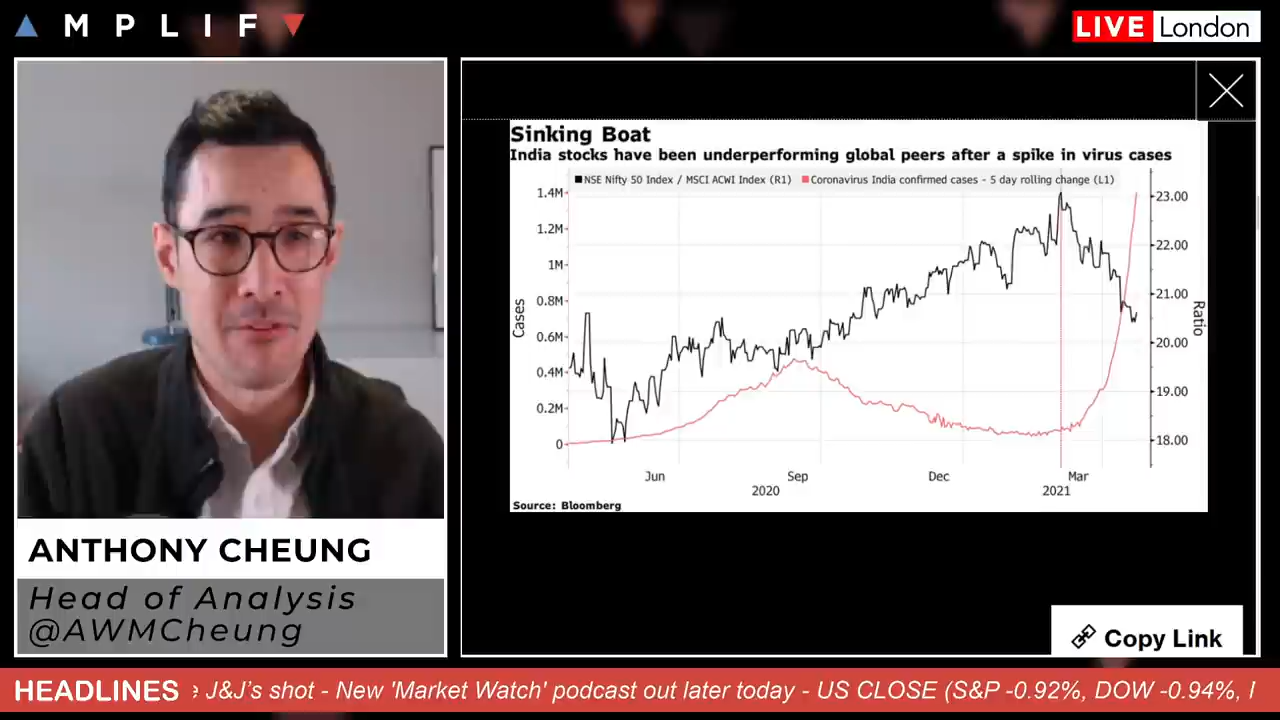 AMPLIFY
LIVE London
Sinking Boat
India stocks have been underperforming global peers after a spike in virus cases
NSE Nifty 50 Index / MSCI ACWI Index (R1) Coronavirus India confirmed cases - 5 day rolling change (L1)
1.4M
1.2M
1M
0.8M
0.6M
0.4M
0.2M
0
Cases
23.00
22.00
21.00
20.00
19.00
18.00
Ratio
Jun Sep Dec Mar
2020 2021
Source: Bloomberg
Copy Link
ANTHONY CHEUNG
Head of Analysis
@AWMCheung
HEADLINES J&J's shot - New 'Market Watch' podcast out later today - US CLOSE (S&P -0.92%, DOW -0.94%,